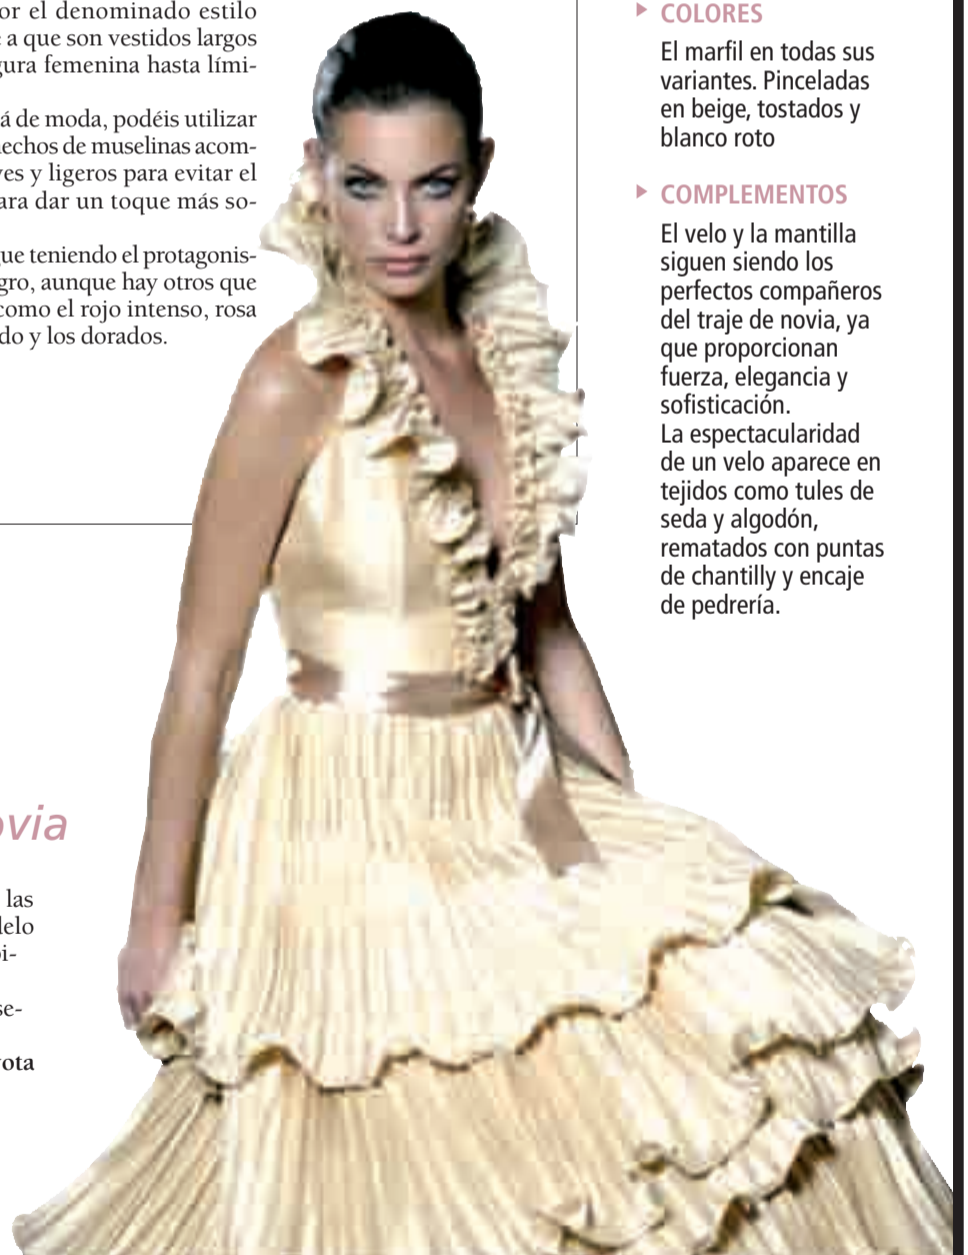 or el denominado estilo
a que son vestidos largos
gura femenina hasta lími-
á de moda, podéis utilizar
hechos de muselinas acom-
ves y ligeros para evitar el
ara dar un toque más so-
ue teniendo el protagonis-
gro, aunque hay otros que
como el rojo intenso, rosa
do y los dorados.
COLORES
El marfil en todas sus
variantes. Pinceladas
en beige, tostados y
blanco roto
COMPLEMENTOS
El velo y la mantilla
siguen siendo los
perfectos compañeros
del traje de novia, ya
que proporcionan
fuerza, elegancia y
sofisticación.
La espectacularidad
de un velo aparece en
tejidos como tules de
seda y algodón,
rematados con puntas
de chantilly y encaje
de pedrería.
ovia
las
delo
i-
se-
ota